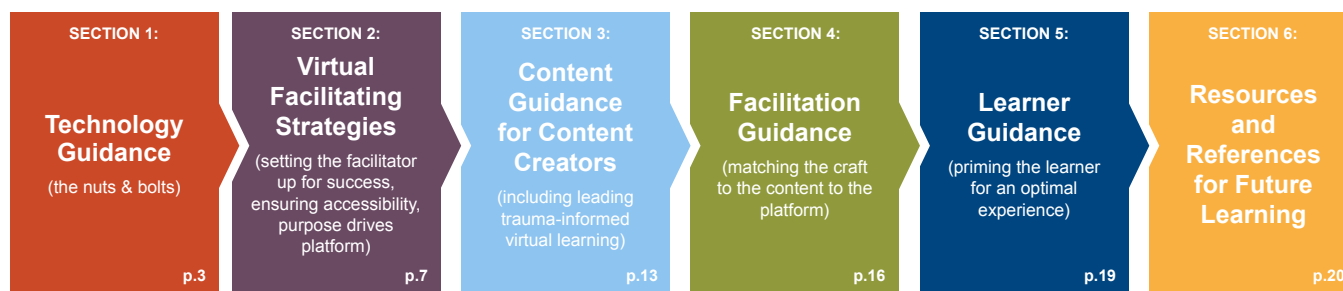 SECTION 1:
Technology
Guidance
(the nuts & bolts)
p.3
SECTION 2:
Virtual
Facilitating
Strategies
(setting the facilitator
up for success,
ensuring accessibility,
purpose drives
platform)
p.7
SECTION 3:
Content
Guidance
for Content
Creators
(including leading
trauma-informed
virtual learning)
p.13
SECTION 4:
Facilitation
Guidance
(matching the craft
to the content to the
platform)
p.16
SECTION 5:
Learner
Guidance
(priming the learner
for an optimal
experience)
p.19
SECTION 6:
Resources
and
References
for Future
Learning
p.20